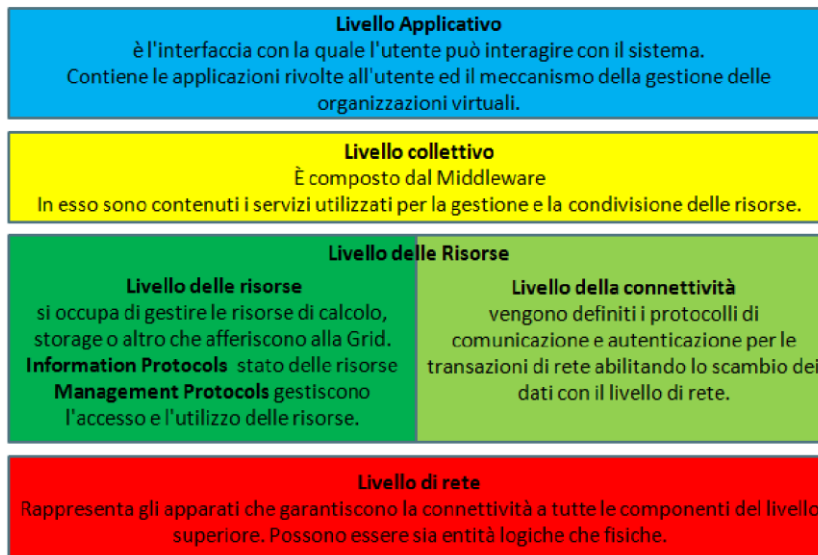 Livello Applicativo
è l'interfaccia con la quale l'utente può interagire con il sistema.
Contiene le applicazioni rivolte all'utente ed il meccanismo della gestione delle
organizzazioni virtuali.
Livello collettivo
È composto dal Middleware
In esso sono contenuti i servizi utilizzati per la gestione e la condivisione delle risorse.
Livello delle Risorse
Livello delle risorse
si occupa di gestire le risorse di calcolo,
storage o altro che afferiscono alla Grid.
Information Protocols stato delle risorse
Management Protocols gestiscono
l'accesso e l'utilizzo delle risorse.
Livello della connettività
vengono definiti i protocolli di
comunicazione e autenticazione per le
transazioni di rete abilitando lo scambio dei
dati con il livello di rete.
Livello di rete
Rappresenta gli apparati che garantiscono la connettività a tutte le componenti del livello
superiore. Possono essere sia entità logiche che fisiche.